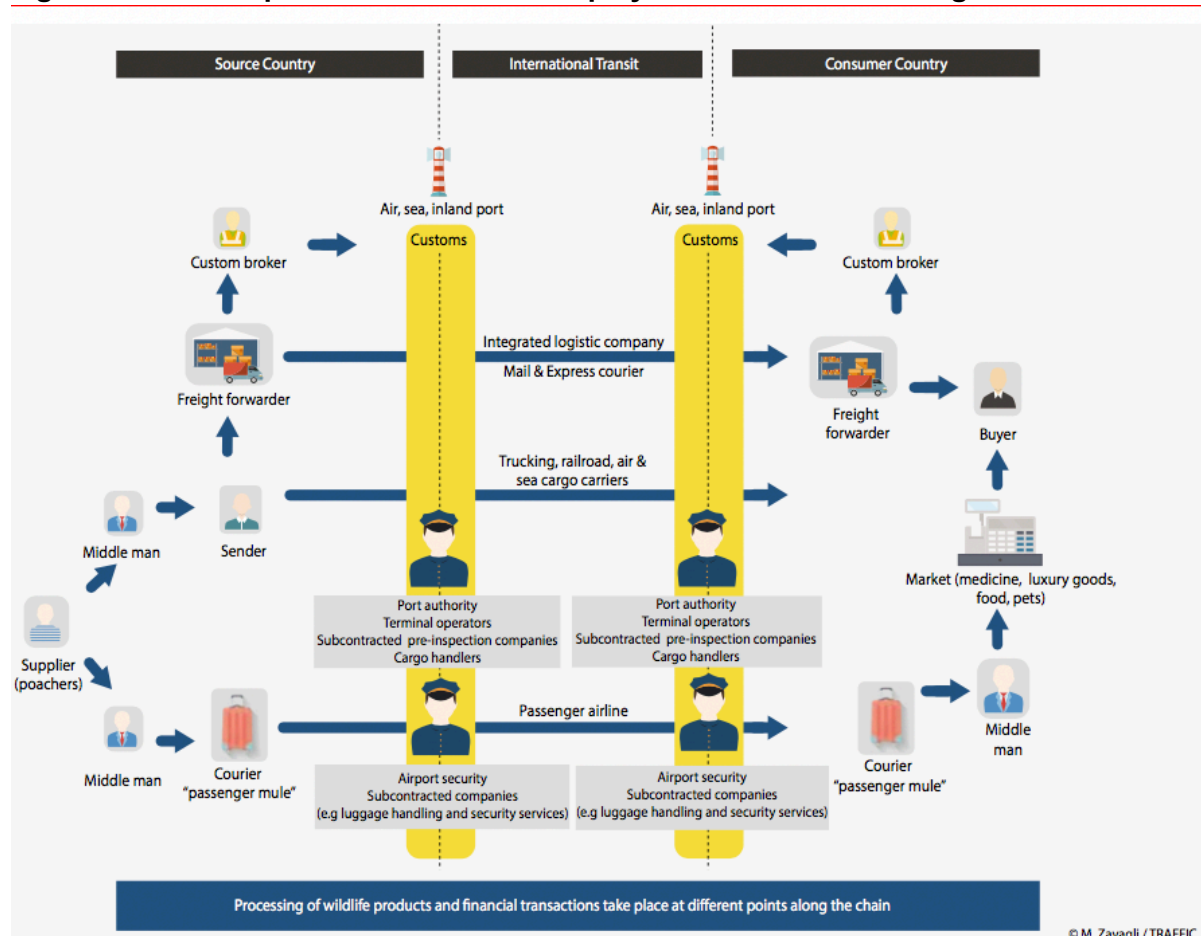 Source Country
International Transit
Consumer Country
Air, sea, inland port
Air, sea, inland port
Customs
Customs
Custom broker
Custom broker
Integrated logistic company
Mail & Express courier
Freight forwarder
Freight
forwarder
Buyer
Trucking, railroad, air &
sea cargo carriers
Middle man
Sender
Market (medicine, luxury goods,
food, pets)
Port authority
Terminal operators
Subcontracted pre-inspection companies
Cargo handlers
Port authority
Terminal operators
Subcontracted pre-inspection companies
Cargo handlers
Supplier
(poachers)
Passenger airline
Middle
man
Middle man
Courier
"passenger mule"
Courier
"passenger mule"
Airport security
Subcontracted companies
(e.g luggage handling and security services)
Airport security
Subcontracted companies
(e.g luggage handling and security services)
Processing of wildlife products and financial transactions take place at different points along the chain
© M. Zavagli / TRAFFIC